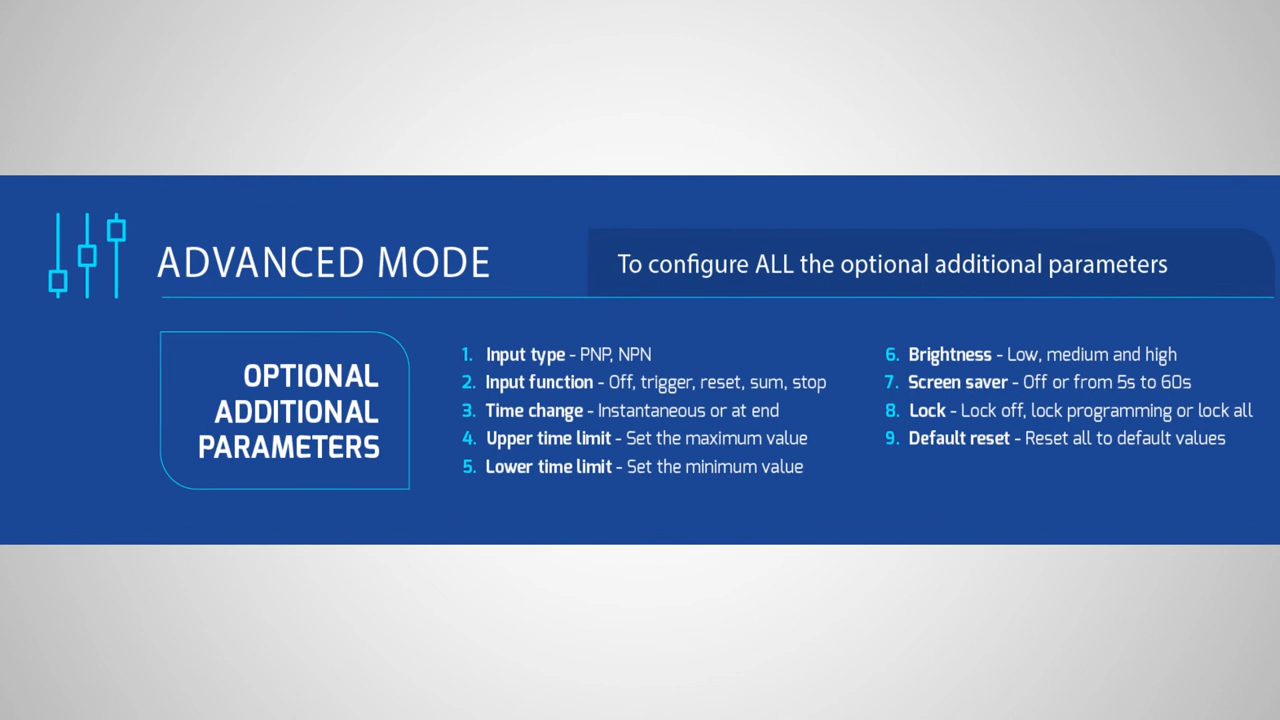 ADVANCED MODE
To configure ALL the optional additional parameters
OPTIONAL
ADDITIONAL
PARAMETERS
1. Input type - PNP, NPN
2. Input function - Off, trigger, reset, sum, stop
3. Time change - Instantaneous or at end
4. Upper time limit - Set the maximum value
5. Lower time limit - Set the minimum value
6. Brightness - Low, medium and high
7. Screen saver - Off or from 5s to 60s
8. Lock - Lock off, lock programming or lock all
9. Default reset - Reset all to default values